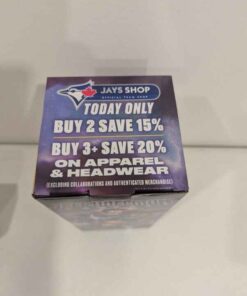 JAYS SHOP
OFFICIAL TEAM SHOP
TODAY ONLY
BUY 2 SAVE 15%
BUY 3+ SAVE 20%
ON APPAREL
& HEADWEAR
(EXCLUDING COLLABORATIONS AND AUTHENTICATED MERCHANDISE)